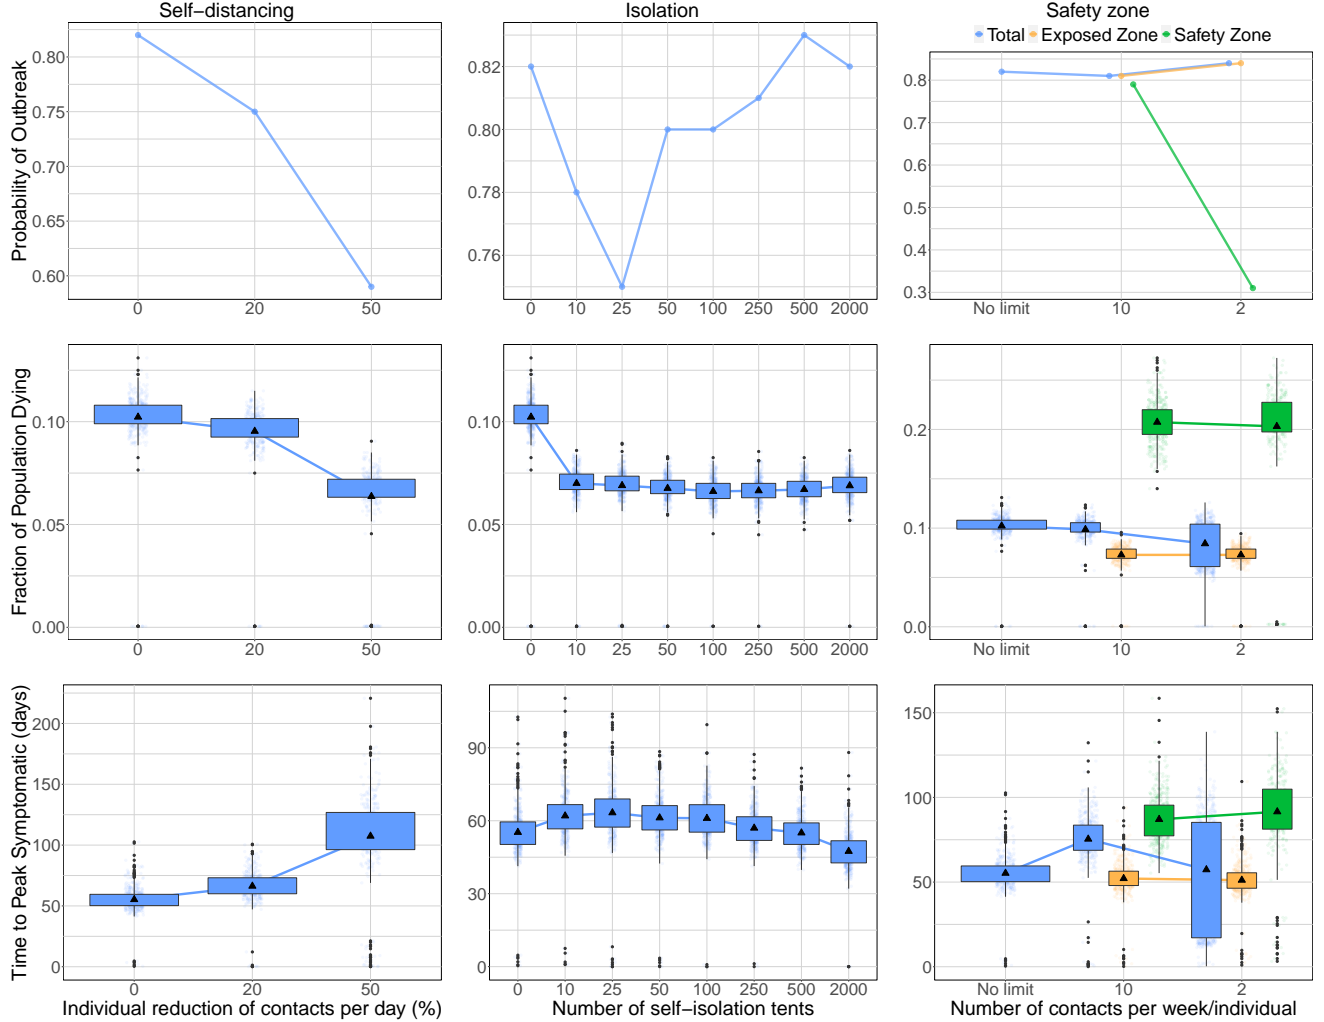 Self−distancing
Isolation
Safety zone
Total Exposed Zone Safety Zone
Probability of Outbreak
0.80
0.75
0.70
0.65
0.60
0 20 50
0.82
0.80
0.78
0.76
0 10 25 50 100 250 500 2000
0.8
0.7
0.6
0.5
0.4
0.3
No limit 10 2
Fraction of Population Dying
0.10
0.05
0.00
0 20 50
0.10
0.05
0.00
0 10 25 50 100 250 500 2000
0.2
0.1
0.0
No limit 10 2
Time to Peak Symptomatic (days)
200
150
100
50
0
0 20 50
Individual reduction of contacts per day (%)
90
60
30
0
0 10 25 50 100 250 500 2000
Number of self−isolation tents
150
100
50
0
No limit 10 2
Number of contacts per week/individual